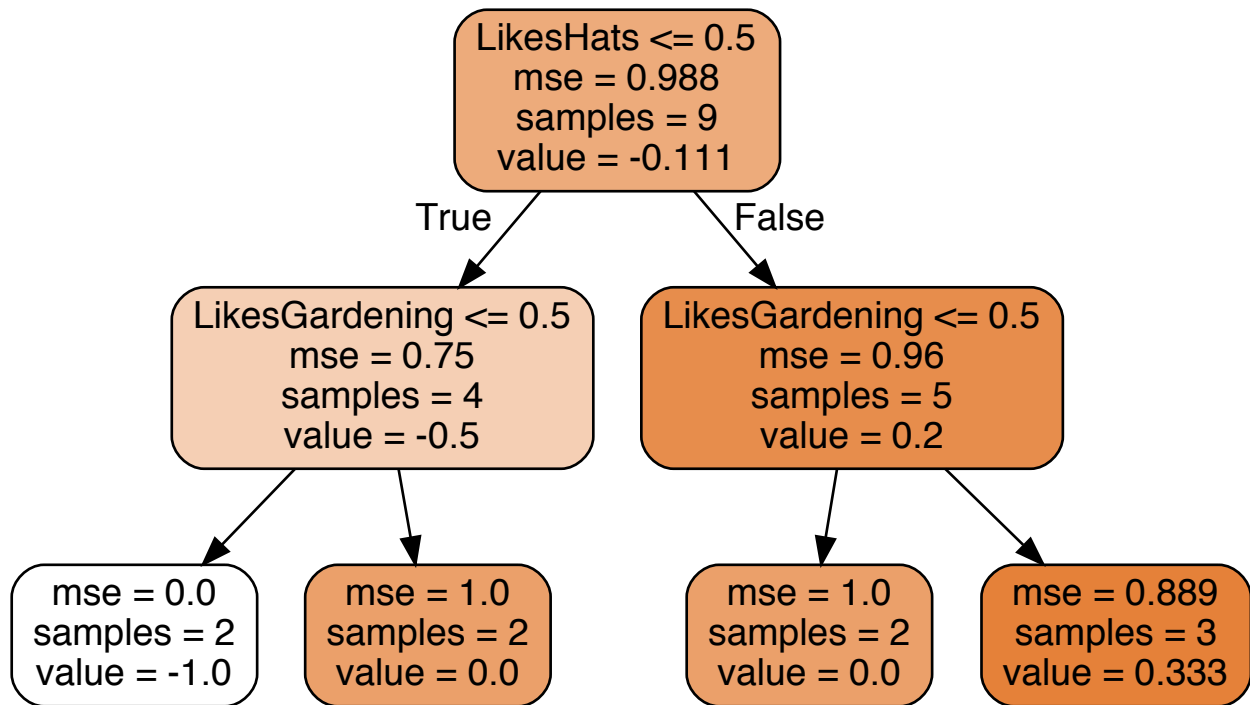 LikesHats <= 0.5
mse = 0.988
samples = 9
value = -0.111
True
False
LikesGardening <= 0.5
mse = 0.75
samples = 4
value = -0.5
LikesGardening <= 0.5
mse = 0.96
samples = 5
value = 0.2
mse = 0.0
samples = 2
value = -1.0
mse = 1.0
samples = 2
value = 0.0
mse = 1.0
samples = 2
value = 0.0
mse = 0.889
samples = 3
value = 0.333